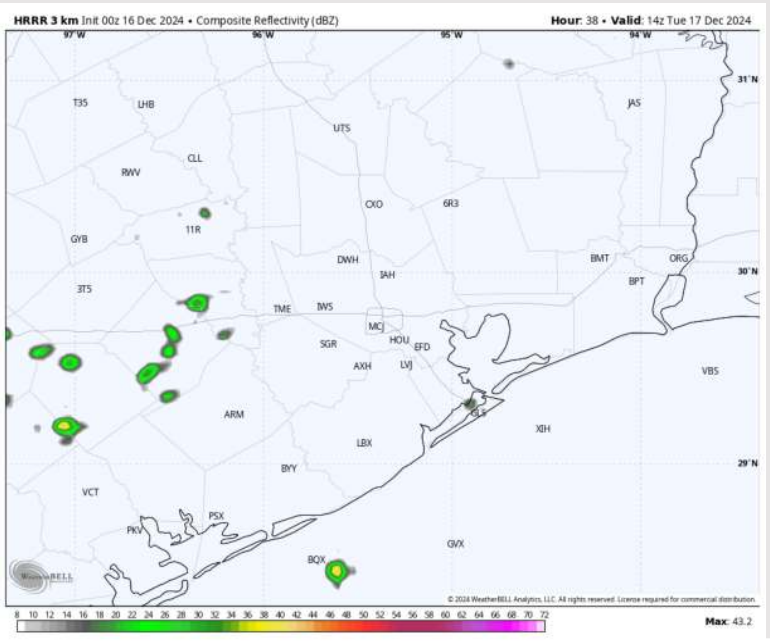 HRRR 3 km Init 00z 16 Dec 2024 • Composite Reflectivity (dBZ) Hour: 38 • Valid: 14z Tue 17 Dec 2024
97°W 96°W 95°W 94°W
31°N
T35 LHB JAS
UTS
CLL
RWV
CXO 6R3
11R
GYB
DWH BMT ORG
IAH 30°N
BPT
3T5
TME IWS
MCJ
SGR HOU EFD
AXH LVJ VBS
ARM GLS
XIH
LBX
29°N
BYY
VCT
PSX
PKV
GVX
BQX
WeatherBELL
© 2024 WeatherBELL Analytics, LLC. All rights reserved. License required for commercial distribution.
8 10 12 14 16 18 20 22 24 26 28 30 32 34 36 38 40 42 44 46 48 50 52 54 56 58 60 62 64 66 68 70 72
Max: 43.2